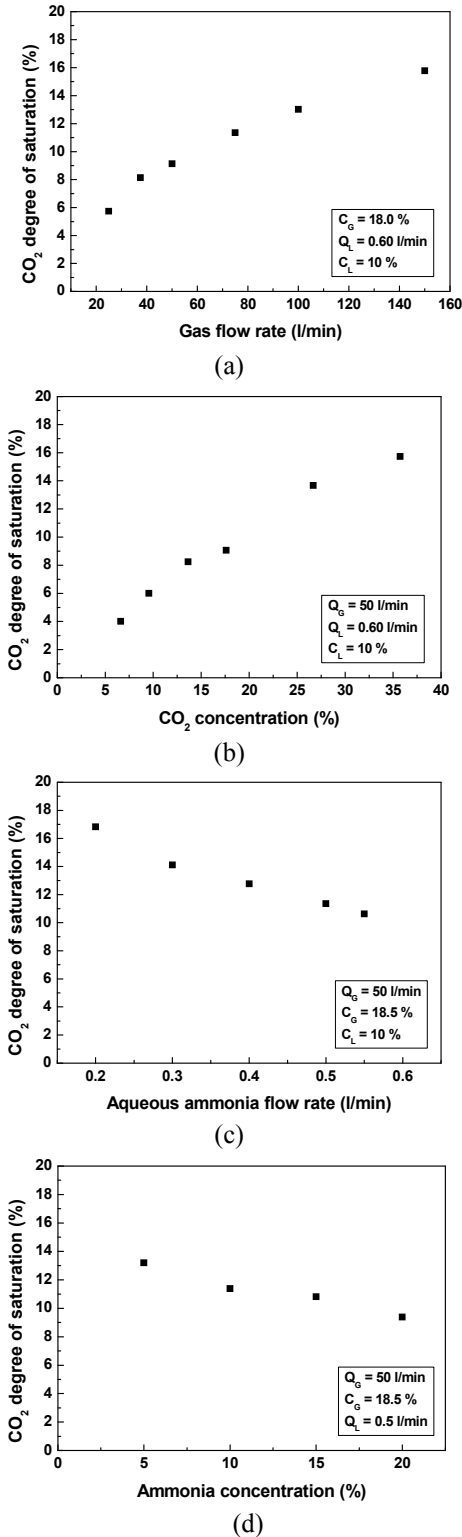 20
18
16
14
12
10
8
6
4
2
0
CO₂ degree of saturation (%)
C_G = 18.0 %
Q_L = 0.60 l/min
C_L = 10 %
20 40 60 80 100 120 140 160
Gas flow rate (l/min)
(a)
20
18
16
14
12
10
8
6
4
2
0
CO₂ degree of saturation (%)
Q_G = 50 l/min
Q_L = 0.60 l/min
C_L = 10 %
0 5 10 15 20 25 30 35 40
CO₂ concentration (%)
(b)
20
18
16
14
12
10
8
6
4
2
0
CO₂ degree of saturation (%)
Q_G = 50 l/min
C_G = 18.5 %
C_L = 10 %
0.2 0.3 0.4 0.5 0.6
Aqueous ammonia flow rate (l/min)
(c)
20
18
16
14
12
10
8
6
4
2
0
CO₂ degree of saturation (%)
Q_G = 50 l/min
C_G = 18.5 %
Q_L = 0.5 l/min
0 5 10 15 20
Ammonia concentration (%)
(d)